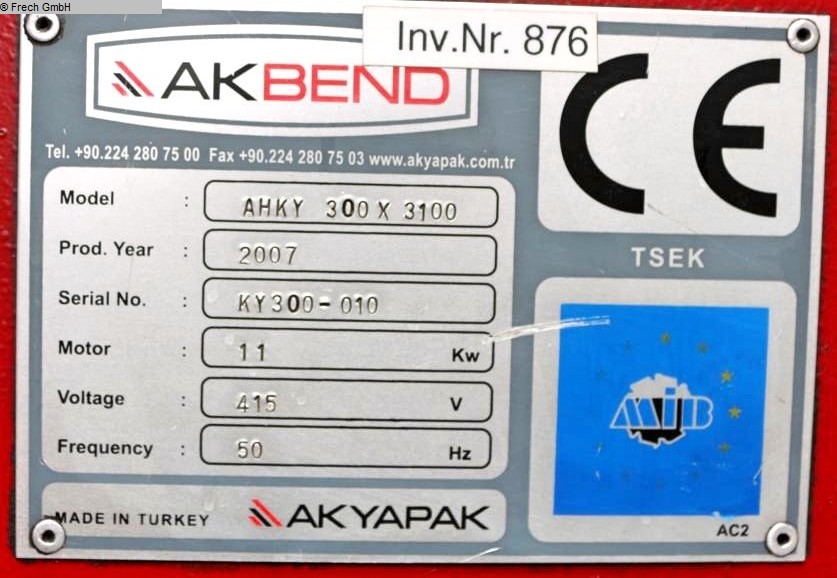 © Frech GmbH
Inv.Nr. 876
AKBEND
Tel. +90.224 280 75 00 Fax +90.224 280 75 03 www.akyapak.com.tr
Model : AHKY 300 X 3100
Prod. Year : 2007
Serial No. : KY300-010
Motor : 11 Kw
Voltage : 415 V
Frequency : 50 Hz
MADE IN TURKEY AKYAPAK
CE
TSEK
MİB
AC2